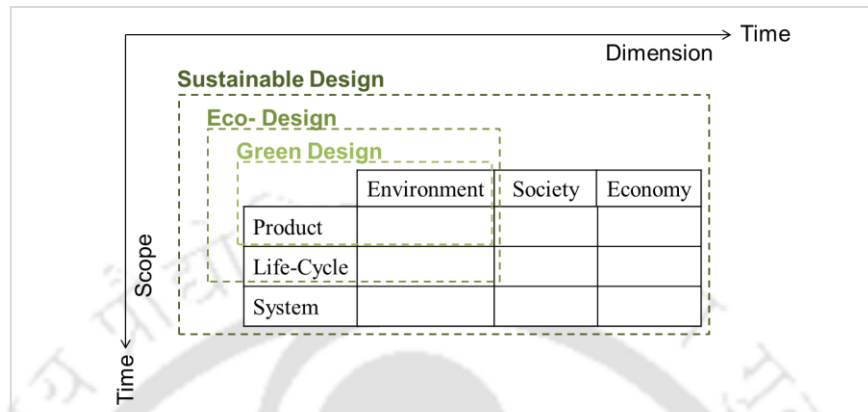 Time
Dimension
Sustainable Design
Eco- Design
Green Design
Environment Society Economy
Product
Life-Cycle
System
Scope
Time